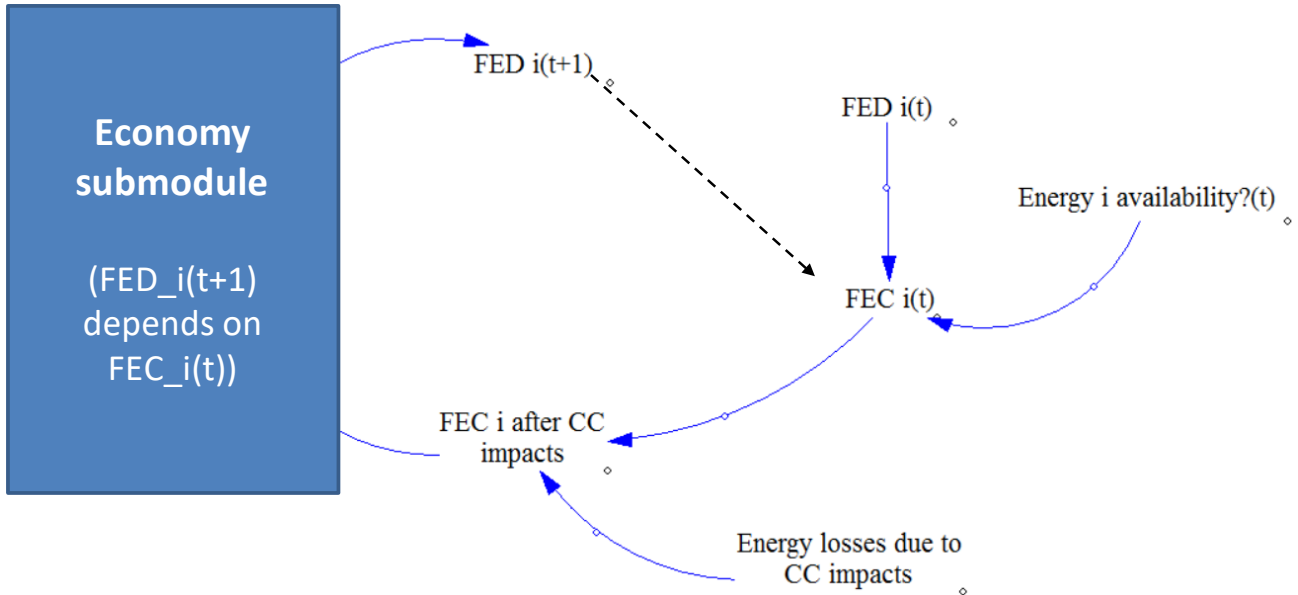 Economy
submodule
(FED_i(t+1)
depends on
FEC_i(t))
FED i(t+1)
FED i(t)
Energy i availability?(t)
FEC i(t)
FEC i after CC
impacts
Energy losses due to
CC impacts